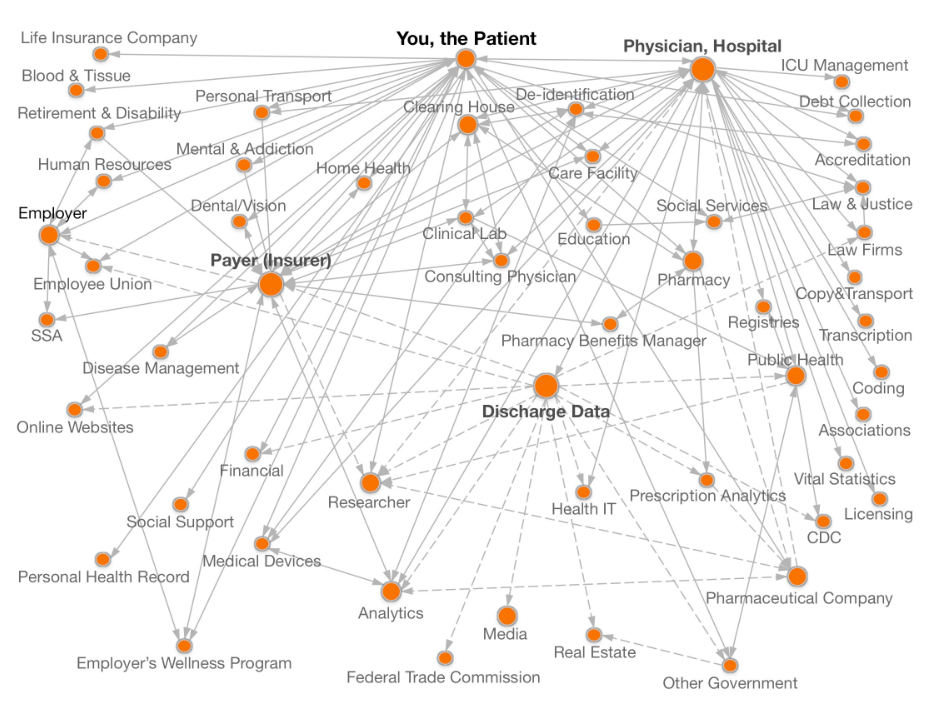 Life Insurance Company
You, the Patient
Physician, Hospital
ICU Management
Blood & Tissue
Personal Transport
De-identification
Debt Collection
Retirement & Disability
Clearing House
Mental & Addiction
Accreditation
Human Resources
Home Health
Care Facility
Dental/Vision
Social Services
Law & Justice
Employer
Clinical Lab
Education
Law Firms
Payer (Insurer)
Consulting Physician
Pharmacy
Employee Union
Copy&Transport
SSA
Registries
Transcription
Pharmacy Benefits Manager
Disease Management
Public Health
Coding
Discharge Data
Online Websites
Associations
Financial
Vital Statistics
Researcher
Prescription Analytics
Health IT
Licensing
Social Support
CDC
Medical Devices
Personal Health Record
Pharmaceutical Company
Analytics
Media
Real Estate
Employer's Wellness Program
Federal Trade Commission
Other Government